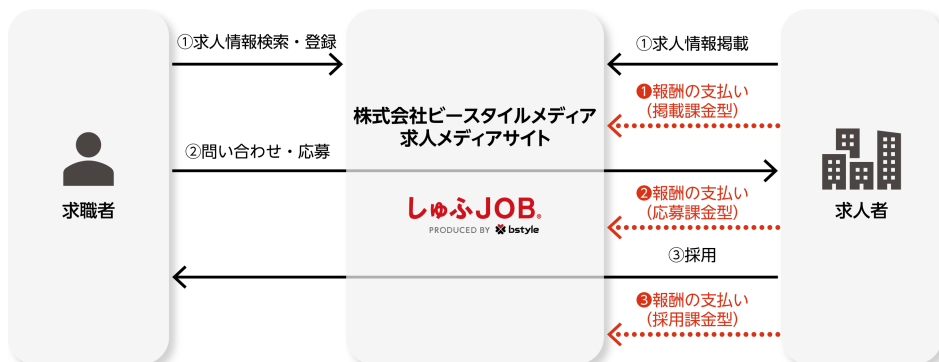 ①求人情報検索・登録
②問い合わせ・応募
求職者
株式会社ビースタイルメディア
求人メディアサイト
しゅふJOB®
PRODUCED BY bstyle
①求人情報掲載
❶報酬の支払い
(掲載課金型)
❷報酬の支払い
(応募課金型)
③採用
❸報酬の支払い
(採用課金型)
求人者